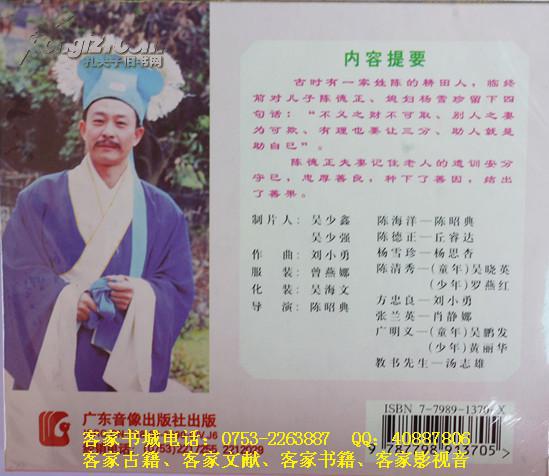 孔夫子旧书网
内容提要
古时有一家姓陈的耕田人，临终
前对儿子陈德正、媳妇杨雪珍留下四
句话：“不义之财不可取、别人之妻
为可欺、有理也要让三分、助人就是
助自已”。
陈德正夫妻记住老人的遗训安分
守已，忠厚善良，种下了善因，结出
了善果。
制片人：吴少鑫
吴少强
作曲：刘小勇
服装：曾燕娜
化装：吴海文
导演：陈昭典
陈海洋—陈昭典
陈德正—丘睿达
杨雪珍—杨思杏
陈清秀—(童年)吴晓英
(少年)罗燕红
方忠良—刘小勇
张兰英—肖静娜
广明义—(童年)吴鹏发
(少年)黄丽华
教书先生—汤志雄
广东音像出版社出版
ISBN 7-7989-1370-X
客家书城电话：0753-2263887 QQ：40887806
客家古籍、客家文献、客家书籍、客家影视音